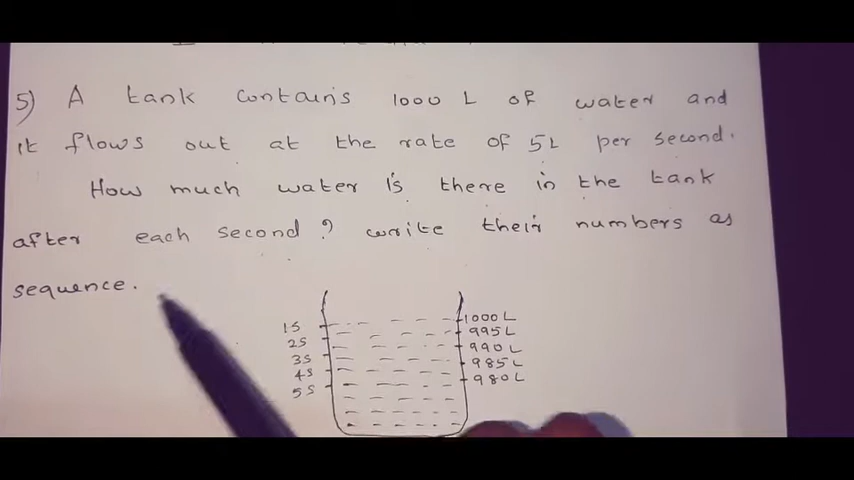 5) A tank contains 1000 L of water and
it flows out at the rate of 5L per second.
How much water is there in the tank
after each second? write their numbers as
sequence.
1S 1000 L
2S 995 L
3S 990 L
4S 985 L
5S 980 L